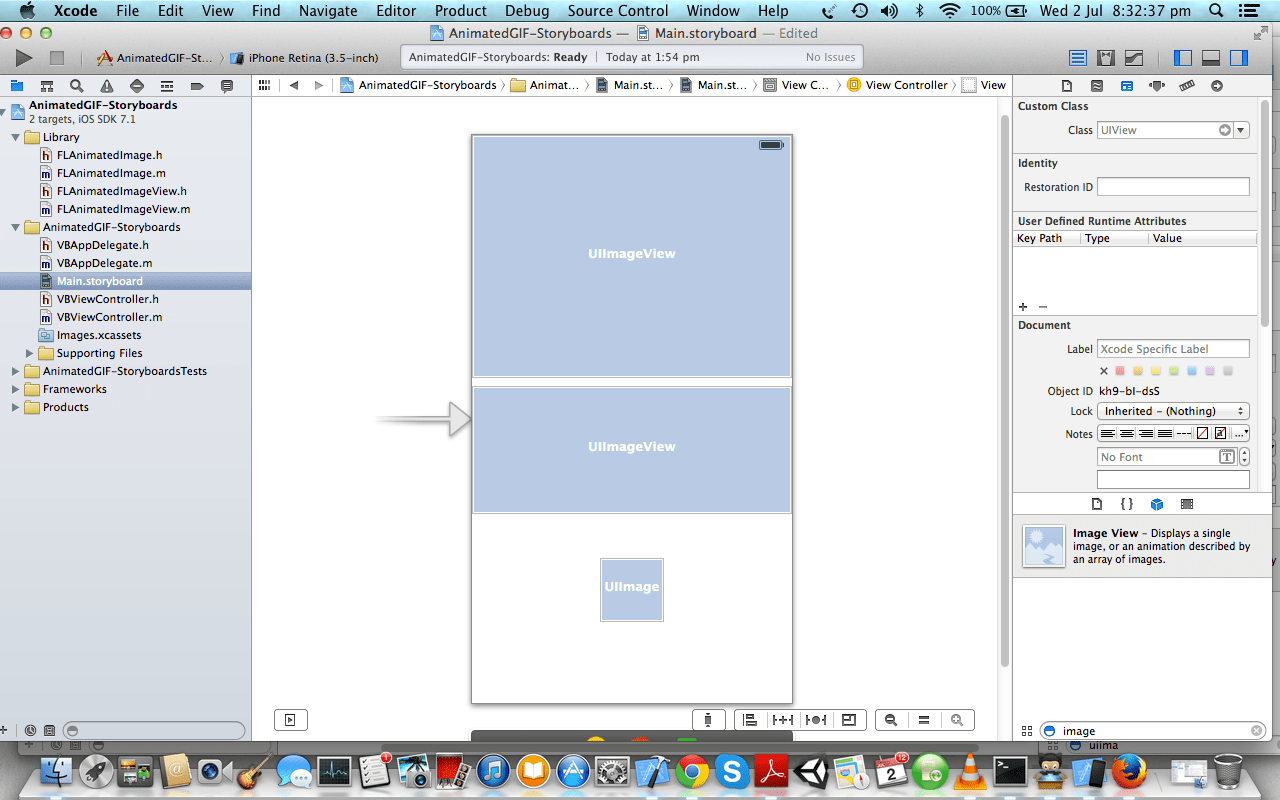 Xcode File Edit View Find Navigate Editor Product Debug Source Control Window Help 100% Wed 2 Jul 8:32:37 pm
AnimatedGIF-Storyboards — Main.storyboard — Edited
AnimatedGIF-St... iPhone Retina (3.5-inch) AnimatedGIF-Storyboards: Ready Today at 1:54 pm No Issues
AnimatedGIF-Storyboards Animat... Main.st... Main.st... View C... View Controller View
AnimatedGIF-Storyboards
2 targets, iOS SDK 7.1
Library
h FLAnimatedImage.h
m FLAnimatedImage.m
h FLAnimatedImageView.h
m FLAnimatedImageView.m
AnimatedGIF-Storyboards
h VBAppDelegate.h
m VBAppDelegate.m
Main.storyboard
h VBViewController.h
m VBViewController.m
Images.xcassets
Supporting Files
AnimatedGIF-StoryboardsTests
Frameworks
Products
UIImageView
UIImageView
UIImage
Custom Class
Class UIView
Identity
Restoration ID
User Defined Runtime Attributes
Key Path Type Value
Document
Label Xcode Specific Label
Object ID kh9-bI-dsS
Lock Inherited - (Nothing)
Notes
No Font T
{ }
Image View - Displays a single
image, or an animation described by
an array of images.
image
uiima
1
2
12